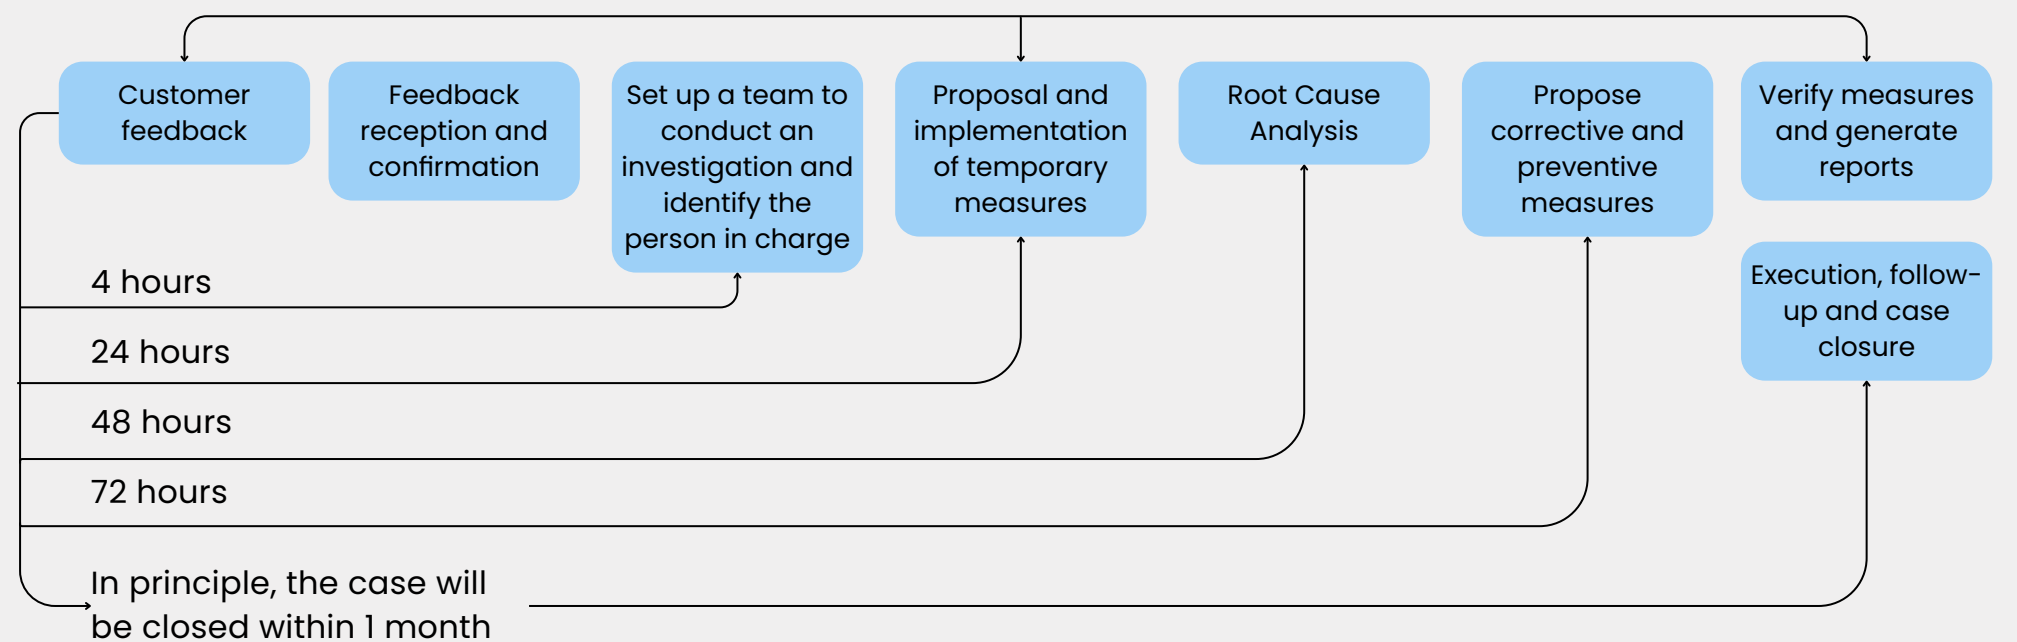 Customer
feedback
Feedback
reception and
confirmation
Set up a team to
conduct an
investigation and
identify the
person in charge
Proposal and
implementation
of temporary
measures
Root Cause
Analysis
Propose
corrective and
preventive
measures
Verify measures
and generate
reports
Execution, follow-
up and case
closure
4 hours
24 hours
48 hours
72 hours
In principle, the case will
be closed within 1 month